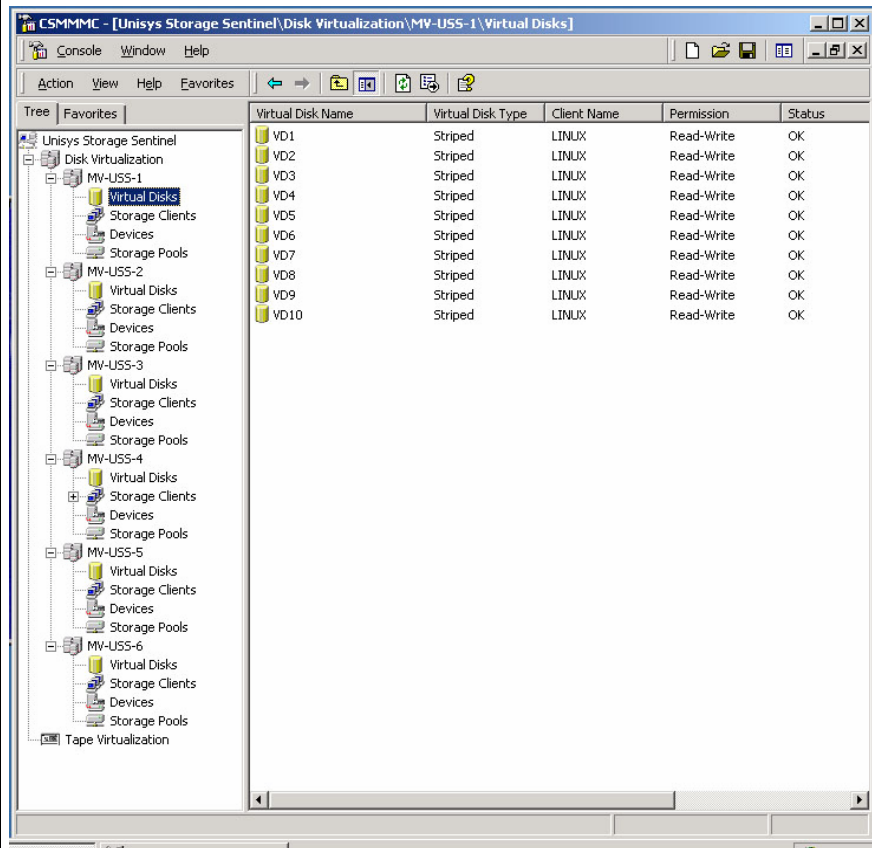 CSMMMC - [Unisys Storage Sentinel\Disk Virtualization\MV-USS-1\Virtual Disks]
Console Window Help
Action View Help Favorites
Tree Favorites
Unisys Storage Sentinel
Disk Virtualization
MV-USS-1
Virtual Disks
Storage Clients
Devices
Storage Pools
MV-USS-2
Virtual Disks
Storage Clients
Devices
Storage Pools
MV-USS-3
Virtual Disks
Storage Clients
Devices
Storage Pools
MV-USS-4
Virtual Disks
Storage Clients
Devices
Storage Pools
MV-USS-5
Virtual Disks
Storage Clients
Devices
Storage Pools
MV-USS-6
Virtual Disks
Storage Clients
Devices
Storage Pools
Tape Virtualization
Virtual Disk Name Virtual Disk Type Client Name Permission Status
VD1 Striped LINUX Read-Write OK
VD2 Striped LINUX Read-Write OK
VD3 Striped LINUX Read-Write OK
VD4 Striped LINUX Read-Write OK
VD5 Striped LINUX Read-Write OK
VD6 Striped LINUX Read-Write OK
VD7 Striped LINUX Read-Write OK
VD8 Striped LINUX Read-Write OK
VD9 Striped LINUX Read-Write OK
VD10 Striped LINUX Read-Write OK